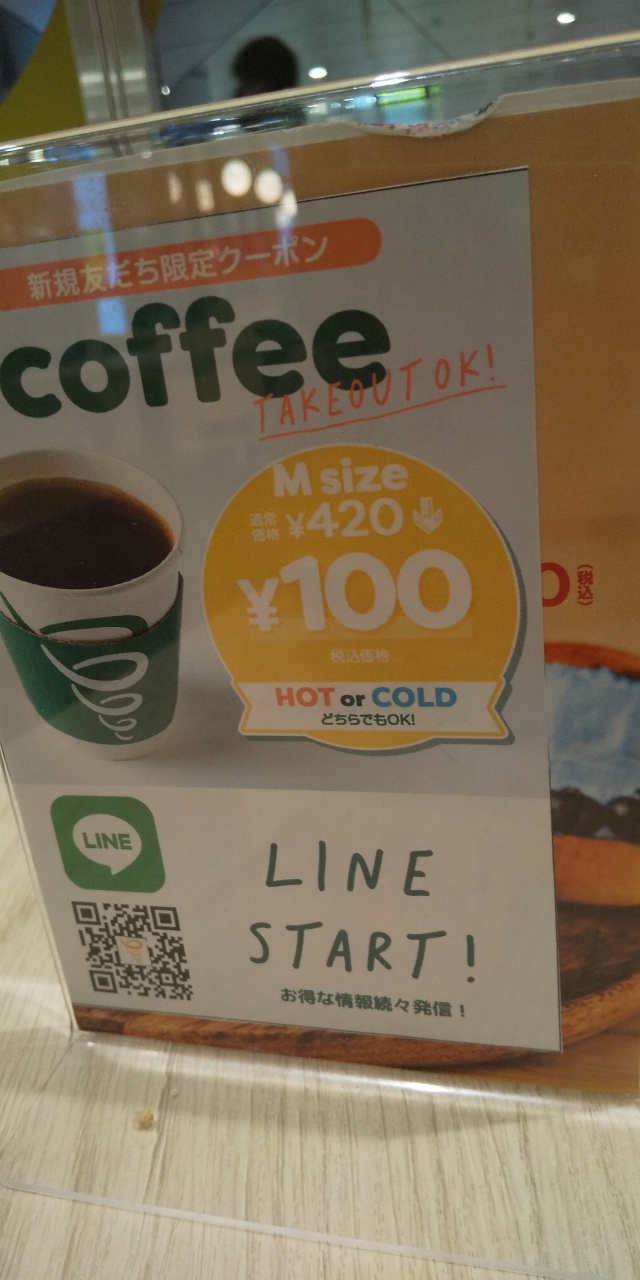 新規友だち限定クーポン
coffee
TAKEOUT OK!
M size
通常価格 ¥420
¥100
税込価格
HOT or COLD
どちらでもOK!
0(税込)
LINE
LINE
START!
お得な情報続々発信！